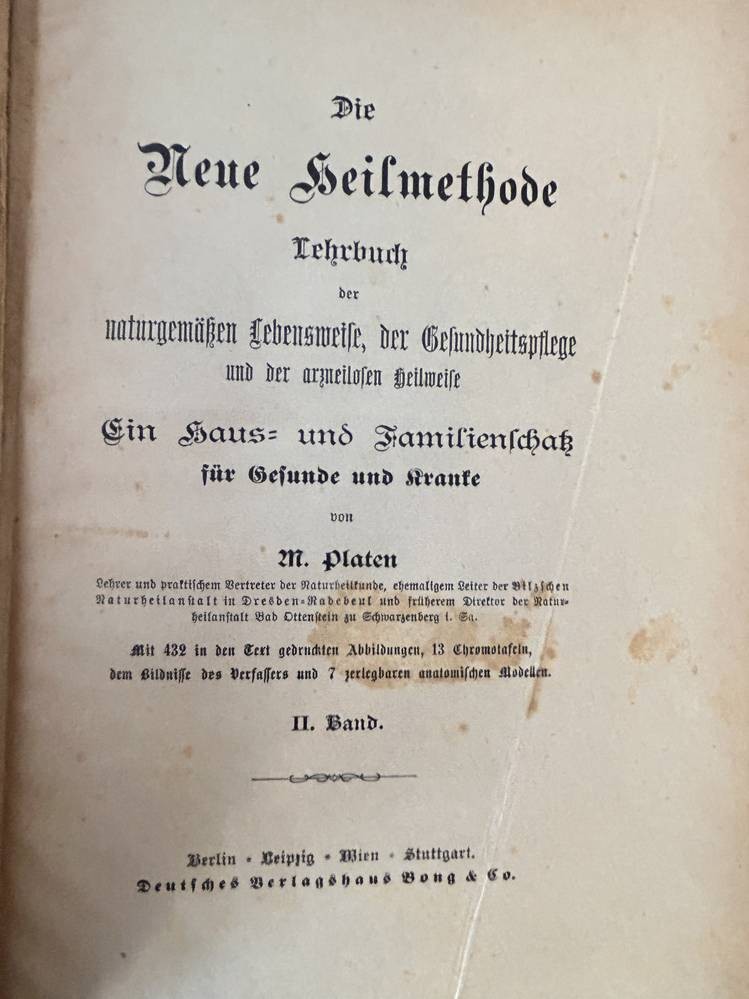 Die
Neue Heilmethode
Lehrbuch
der
naturgemäßen Lebensweise, der Gesundheitspflege
und der arzneilosen Heilweise
Ein Haus- und Familienschatz
für Gesunde und Kranke
von
M. Platen
Lehrer und praktischem Vertreter der Naturheilkunde, ehemaligem Leiter der Bilzschen
Naturheilanstalt in Dresden-Radebeul und früherem Direktor der Natur-
heilanstalt Bad Ottenstein zu Schwarzenberg i. Sa.
Mit 432 in den Text gedruckten Abbildungen, 13 Chromotafeln,
dem Bildnisse des Verfassers und 7 zerlegbaren anatomischen Modellen.
II. Band.
Berlin • Leipzig • Wien • Stuttgart.
Deutsches Verlagshaus Bong & Co.